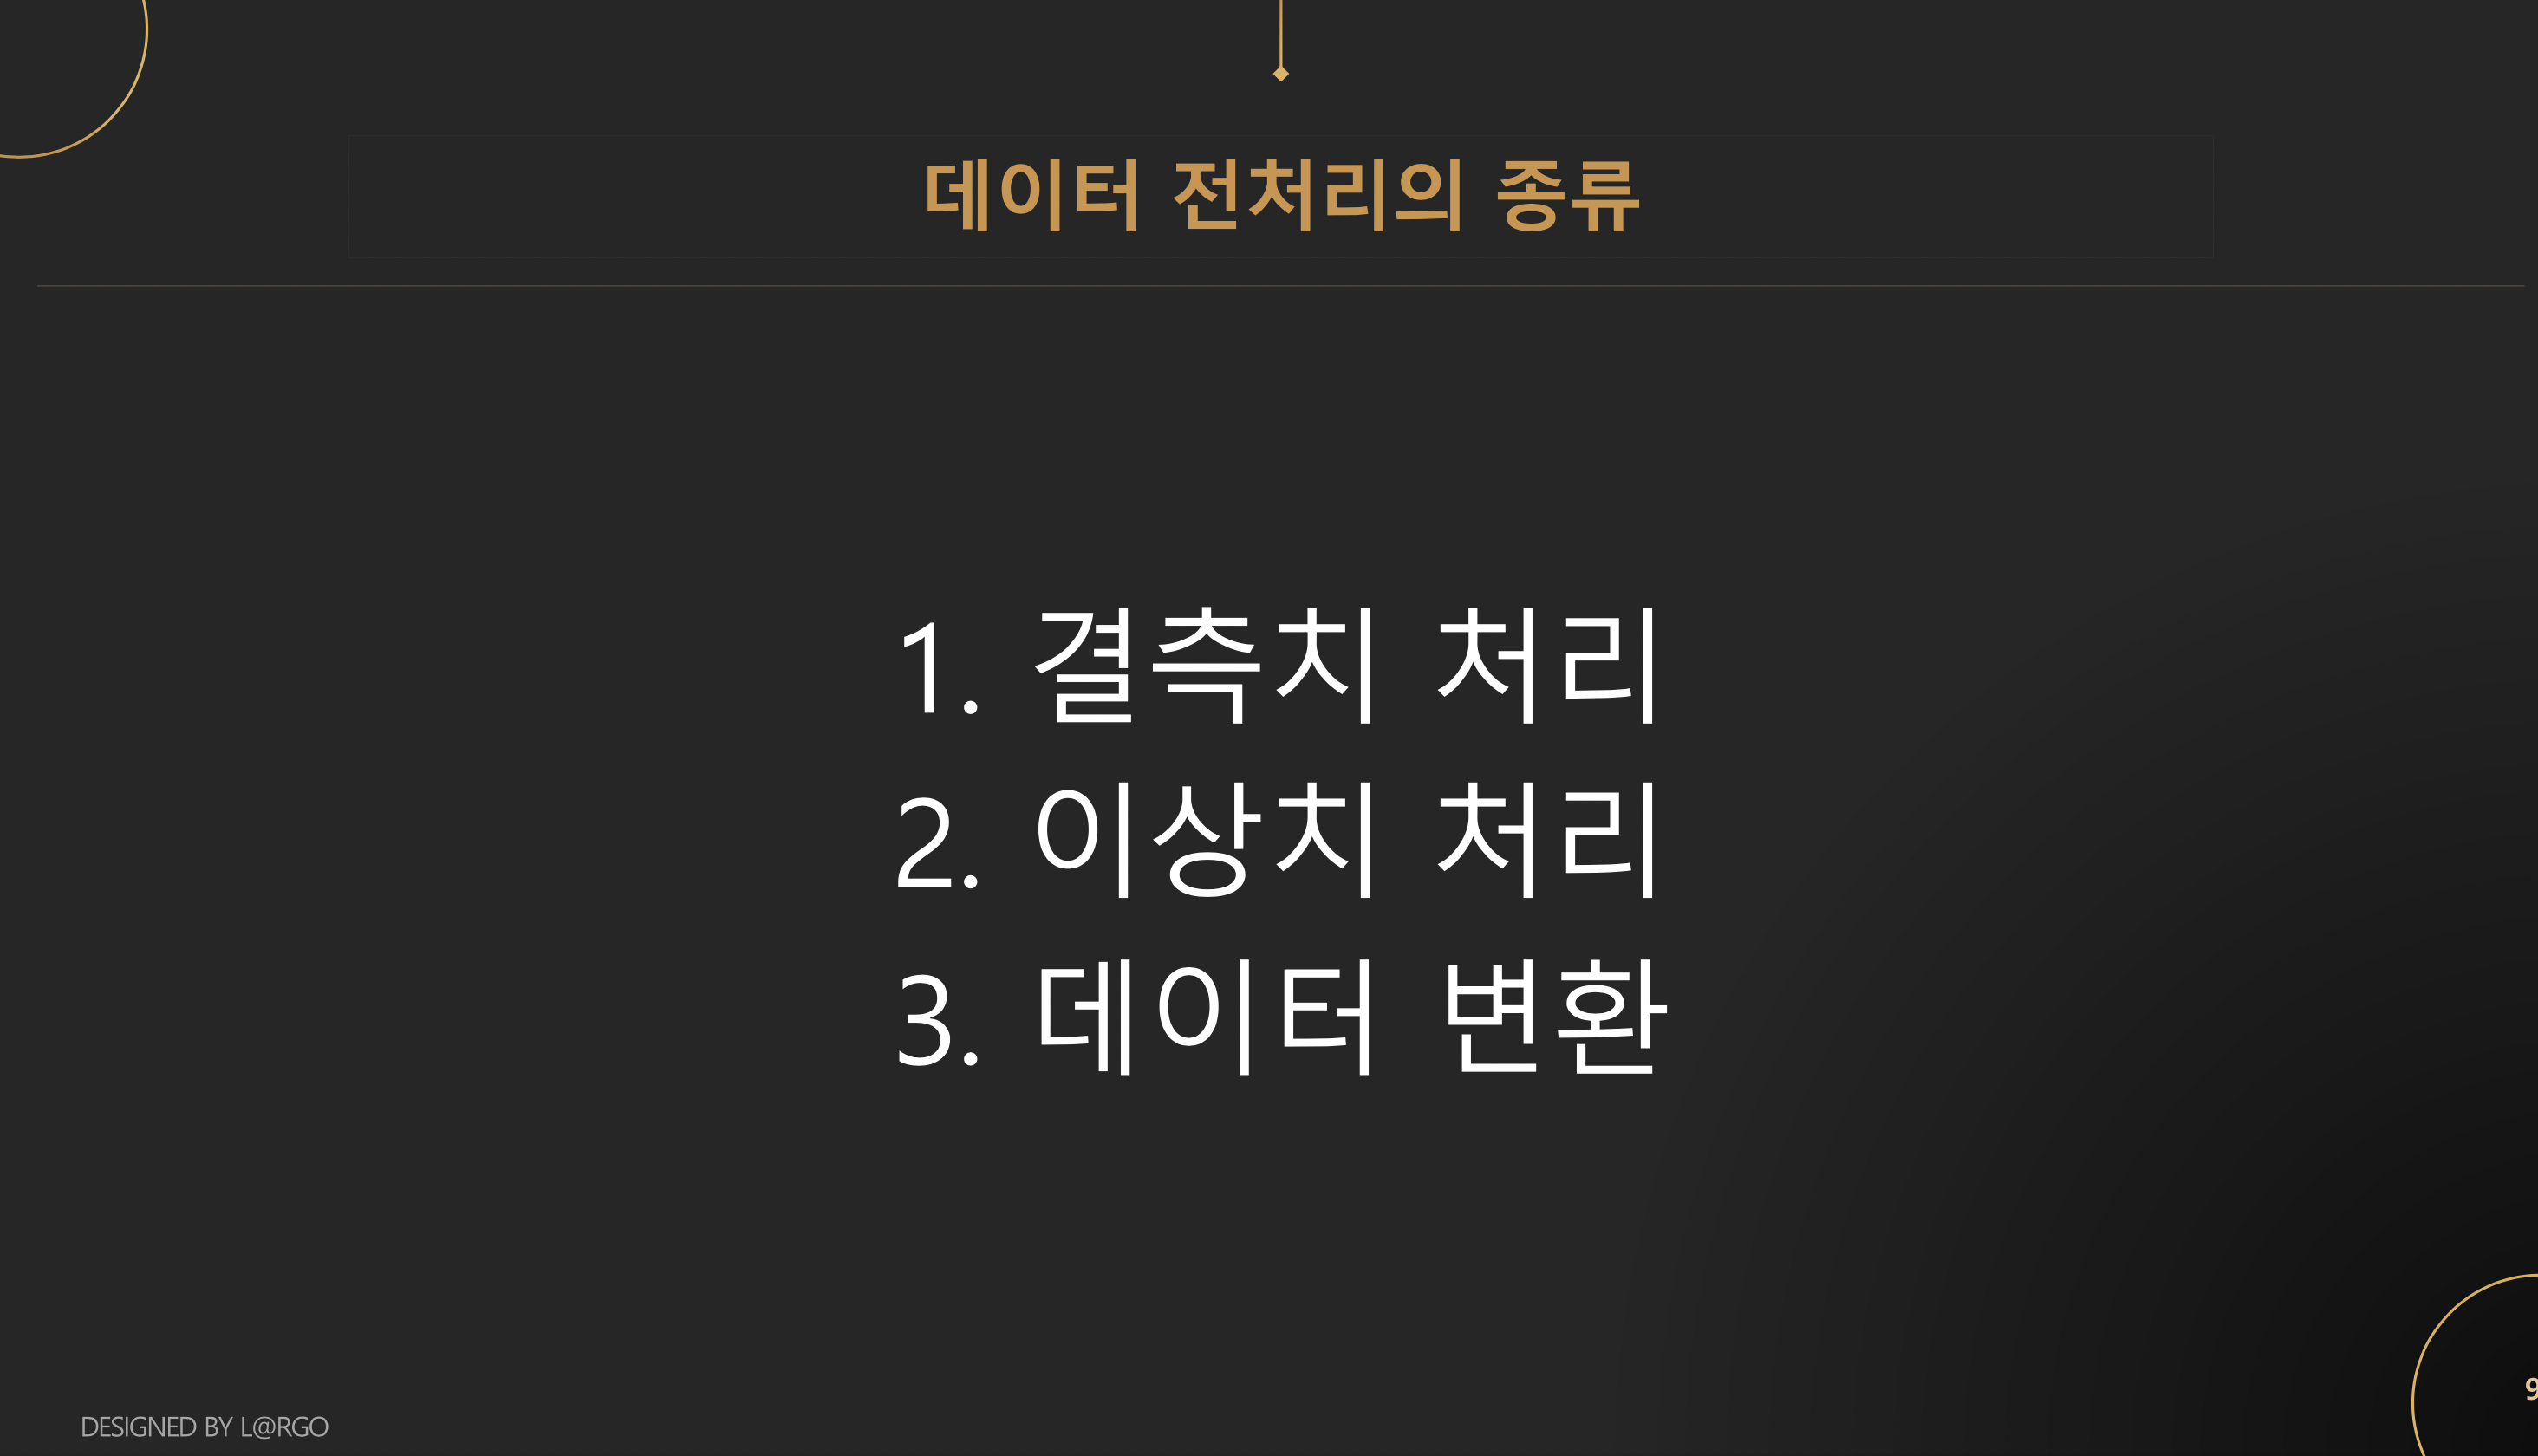 데이터 전처리의 종류
1. 결측치 처리
2. 이상치 처리
3. 데이터 변환
DESIGNED BY L@RGO
9